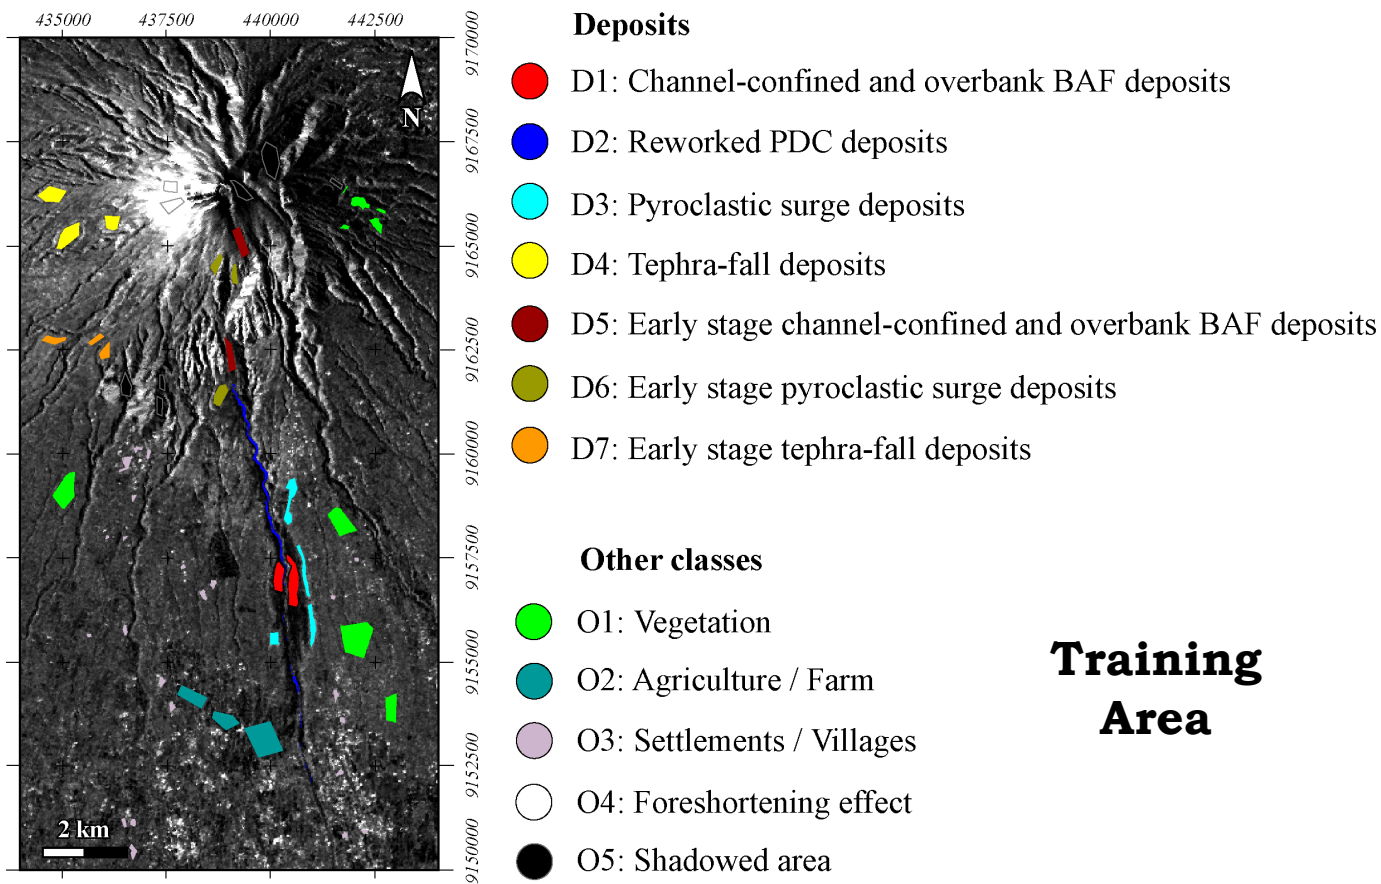 435000 437500 440000 442500
9170000
9167500
9165000
9162500
9160000
9157500
9155000
9152500
9150000
N
2 km
Deposits
D1: Channel-confined and overbank BAF deposits
D2: Reworked PDC deposits
D3: Pyroclastic surge deposits
D4: Tephra-fall deposits
D5: Early stage channel-confined and overbank BAF deposits
D6: Early stage pyroclastic surge deposits
D7: Early stage tephra-fall deposits
Other classes
O1: Vegetation
O2: Agriculture / Farm
O3: Settlements / Villages
O4: Foreshortening effect
O5: Shadowed area
Training
Area